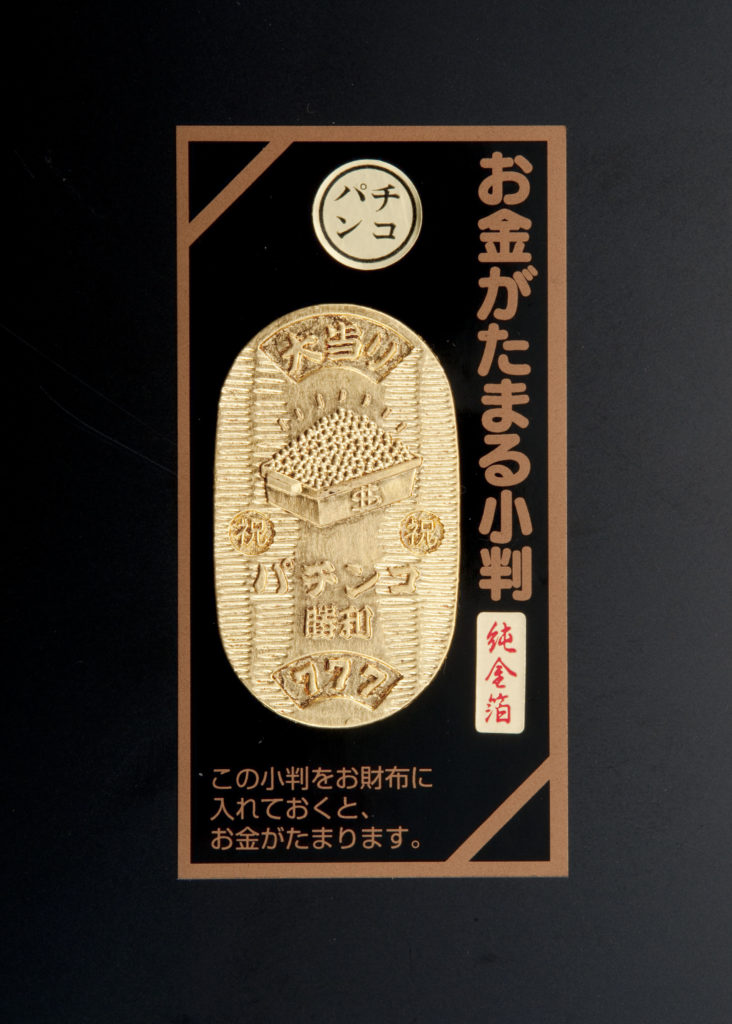 お金がたまる小判
パチ
ンコ
大当り
祝
祝
パチンコ
勝利
777
純金箔
この小判をお財布に
入れておくと、
お金がたまります。